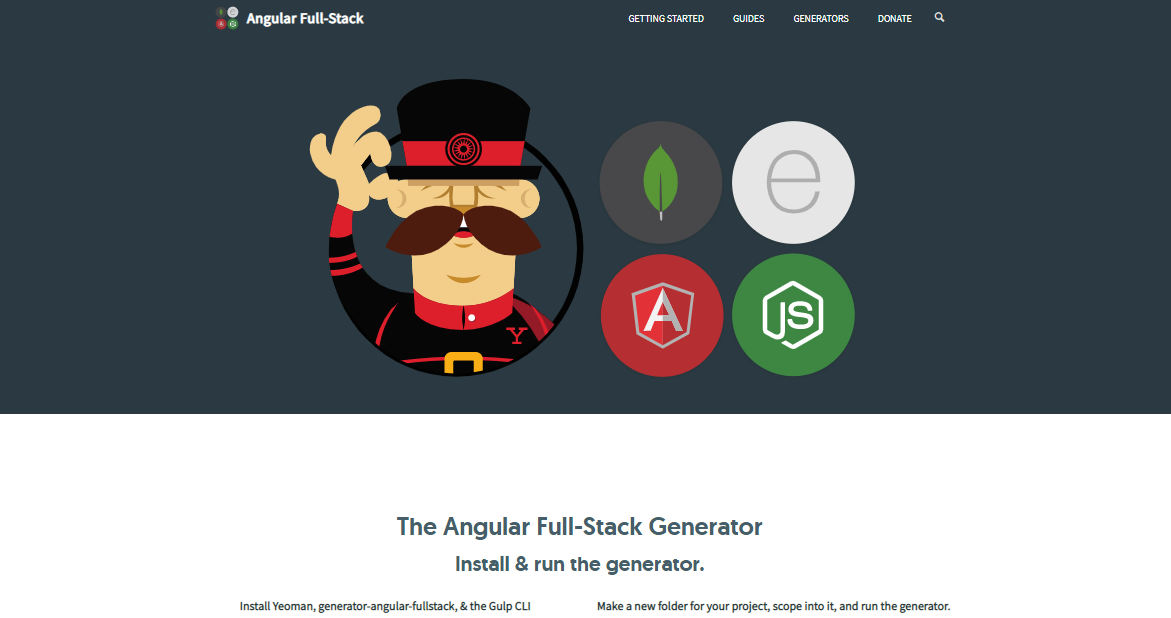 Angular Full-Stack
GETTING STARTED
GUIDES
GENERATORS
DONATE
e
A
JS
Y
The Angular Full-Stack Generator
Install & run the generator.
Install Yeoman, generator-angular-fullstack, & the Gulp CLI
Make a new folder for your project, scope into it, and run the generator.